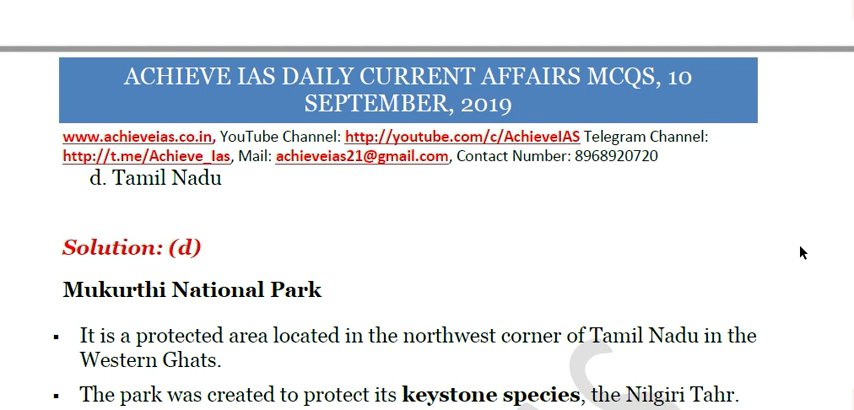 ACHIEVE IAS DAILY CURRENT AFFAIRS MCQS, 10
SEPTEMBER, 2019
www.achieveias.co.in, YouTube Channel: http://youtube.com/c/AchieveIAS Telegram Channel:
http://t.me/Achieve_Ias, Mail: achieveias21@gmail.com, Contact Number: 8968920720
d. Tamil Nadu
Solution: (d)
Mukurthi National Park
▪ It is a protected area located in the northwest corner of Tamil Nadu in the
Western Ghats.
▪ The park was created to protect its keystone species, the Nilgiri Tahr.